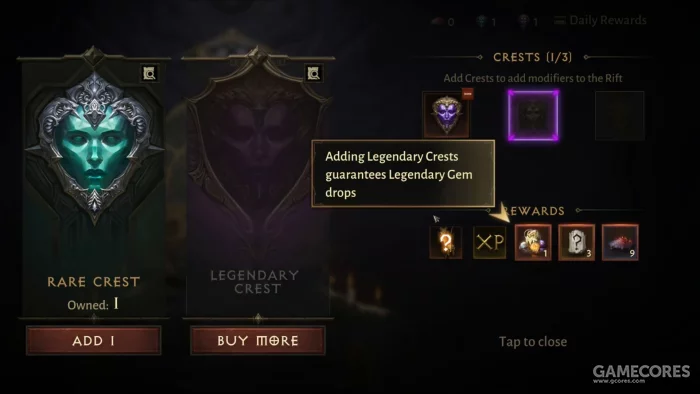 0 1 1 Daily Rewards
CRESTS (1/3)
Add Crests to add modifiers to the Rift
Adding Legendary Crests
guarantees Legendary Gem
drops
REWARDS
? XP 1 ? 3 9
RARE CREST
Owned: 1
ADD 1
LEGENDARY
CREST
BUY MORE
Tap to close
GAMECORES
www.gcores.com